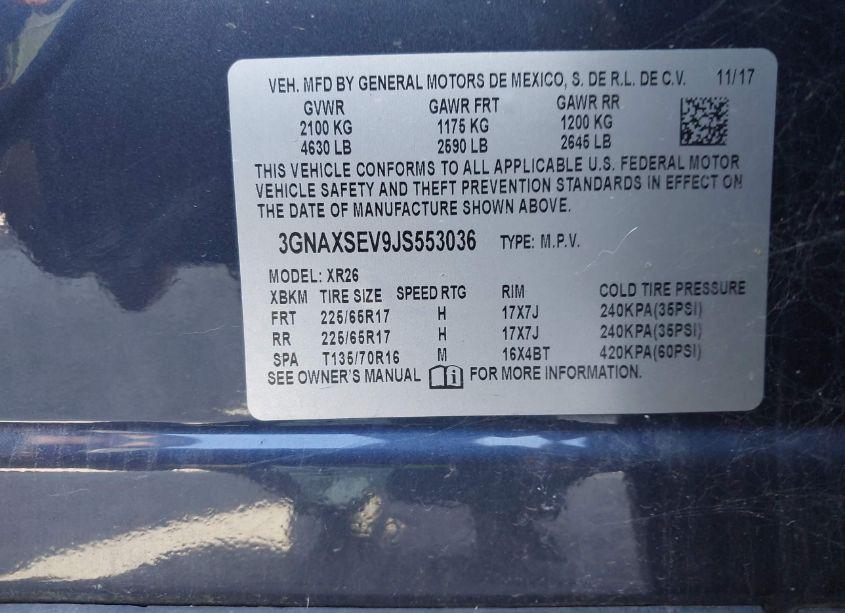 VEH. MFD BY GENERAL MOTORS DE MEXICO, S. DE R.L. DE C.V. 11/17
GVWR GAWR FRT GAWR RR
2100 KG 1175 KG 1200 KG
4630 LB 2590 LB 2645 LB
THIS VEHICLE CONFORMS TO ALL APPLICABLE U.S. FEDERAL MOTOR
VEHICLE SAFETY AND THEFT PREVENTION STANDARDS IN EFFECT ON
THE DATE OF MANUFACTURE SHOWN ABOVE.
3GNAXSEV9JS553036 TYPE: M.P.V.
MODEL: XR26
XBKM TIRE SIZE SPEED RTG RIM COLD TIRE PRESSURE
FRT 225/65R17 H 17X7J 240KPA(35PSI)
RR 225/65R17 H 17X7J 240KPA(35PSI)
SPA T135/70R16 M 16X4BT 420KPA(60PSI)
SEE OWNER'S MANUAL FOR MORE INFORMATION.